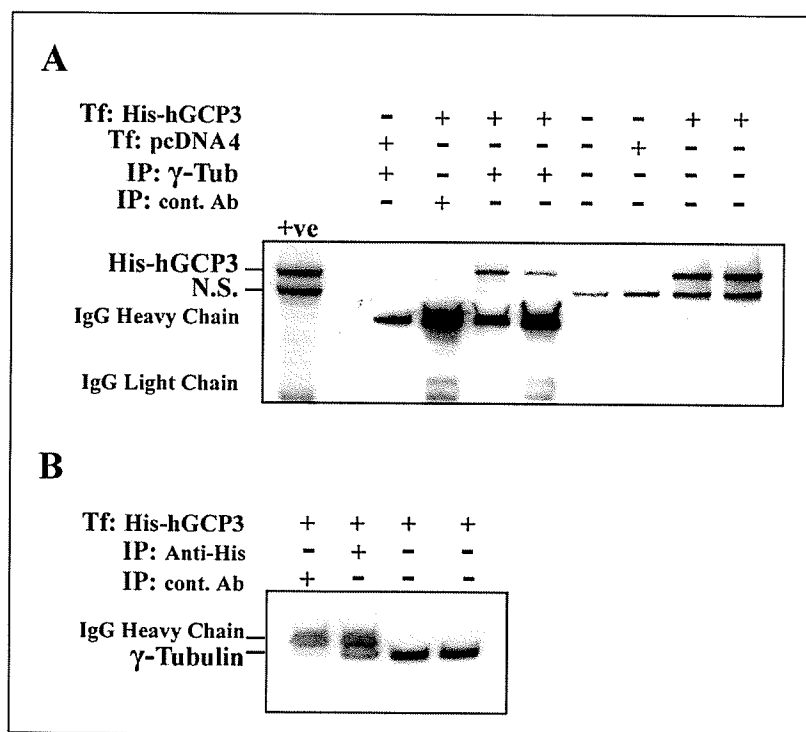 A
Tf: His-hGCP3 - + + + - - + +
Tf: pcDNA4 + - - - - + - -
IP: γ-Tub + - + + - - - -
IP: cont. Ab - + - - - - - -
+ve
His-hGCP3
N.S.
IgG Heavy Chain
IgG Light Chain
B
Tf: His-hGCP3 + + + +
IP: Anti-His - + - -
IP: cont. Ab + - - -
IgG Heavy Chain
γ-Tubulin